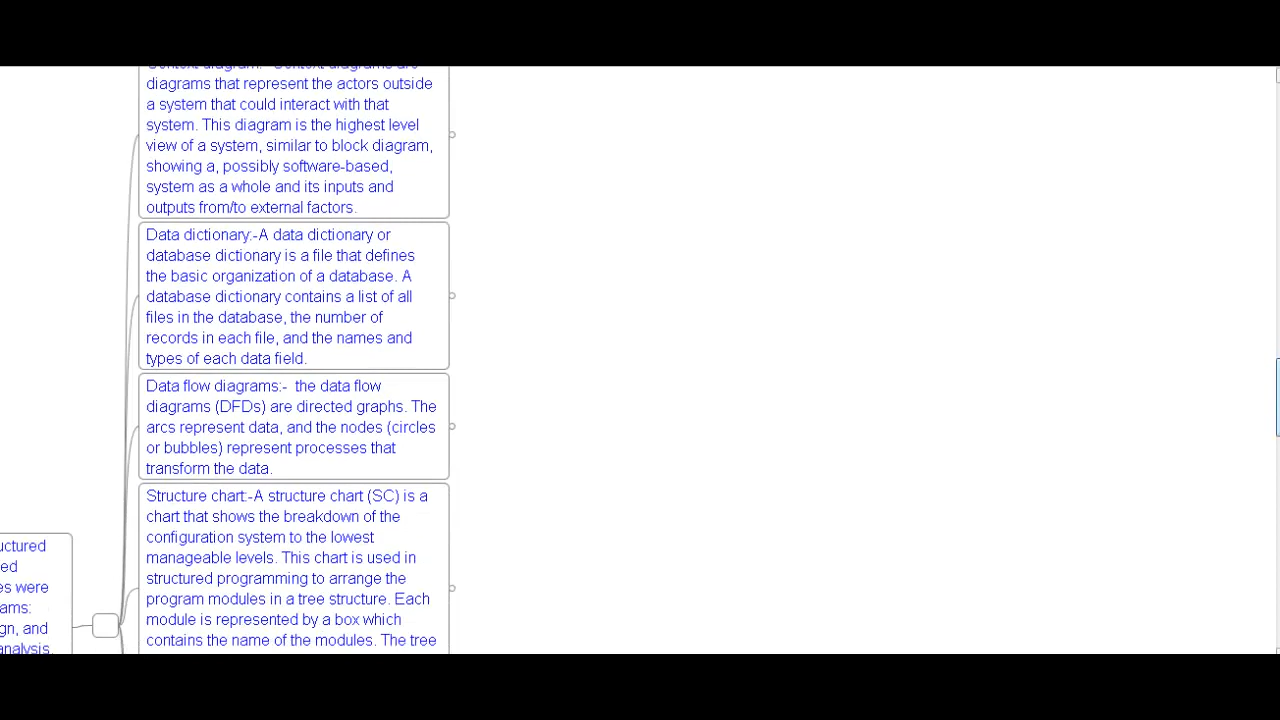 Context diagram:- Context diagrams are
diagrams that represent the actors outside
a system that could interact with that
system. This diagram is the highest level
view of a system, similar to block diagram,
showing a, possibly software-based,
system as a whole and its inputs and
outputs from/to external factors.
Data dictionary:-A data dictionary or
database dictionary is a file that defines
the basic organization of a database. A
database dictionary contains a list of all
files in the database, the number of
records in each file, and the names and
types of each data field.
Data flow diagrams:-  the data flow
diagrams (DFDs) are directed graphs. The
arcs represent data, and the nodes (circles
or bubbles) represent processes that
transform the data.
Structure chart:-A structure chart (SC) is a
chart that shows the breakdown of the
configuration system to the lowest
manageable levels. This chart is used in
structured programming to arrange the
program modules in a tree structure. Each
module is represented by a box which
contains the name of the modules. The tree
uctured
ed
es were
ams:
gn, and
analysis